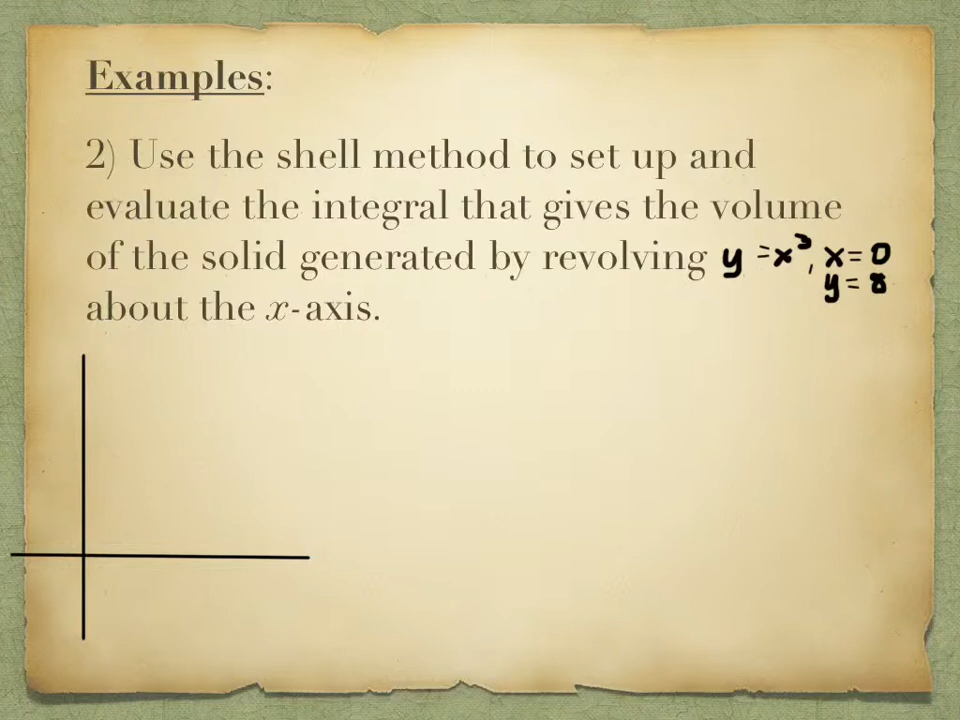 Examples:
2) Use the shell method to set up and
evaluate the integral that gives the volume
of the solid generated by revolving y = x³, x = 0
y = 8
about the x-axis.